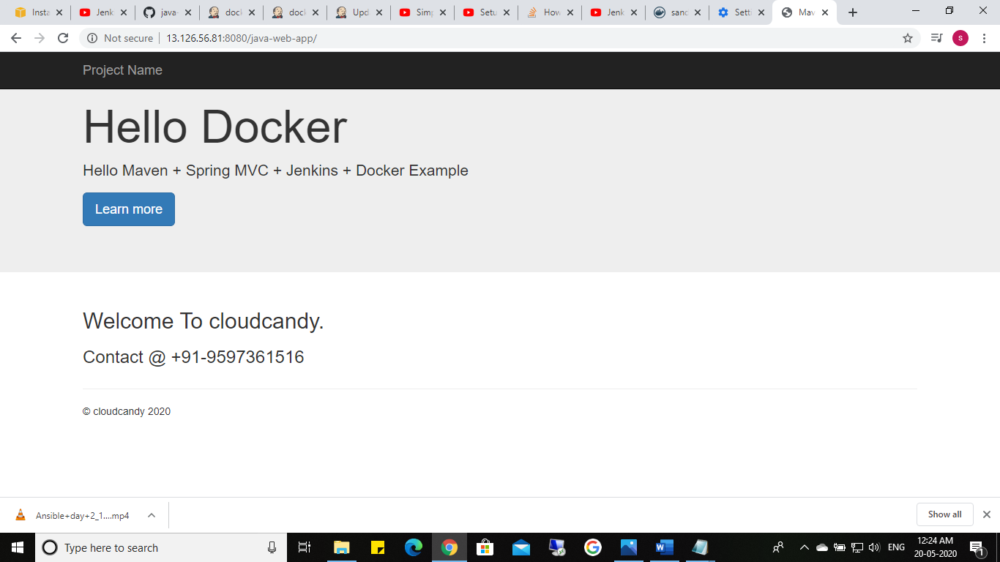 Insta
Jenk
java-
dock
dock
Upd
Simp
Setu
How
Jenk
sanc
Setti
Mav
Not secure
13.126.56.81:8080/java-web-app/
s
Project Name
Hello Docker
Hello Maven + Spring MVC + Jenkins + Docker Example
Learn more
Welcome To cloudcandy.
Contact @ +91-9597361516
© cloudcandy 2020
Ansible+day+2_1....mp4
Show all
Type here to search
ENG
12:24 AM
20-05-2020
1